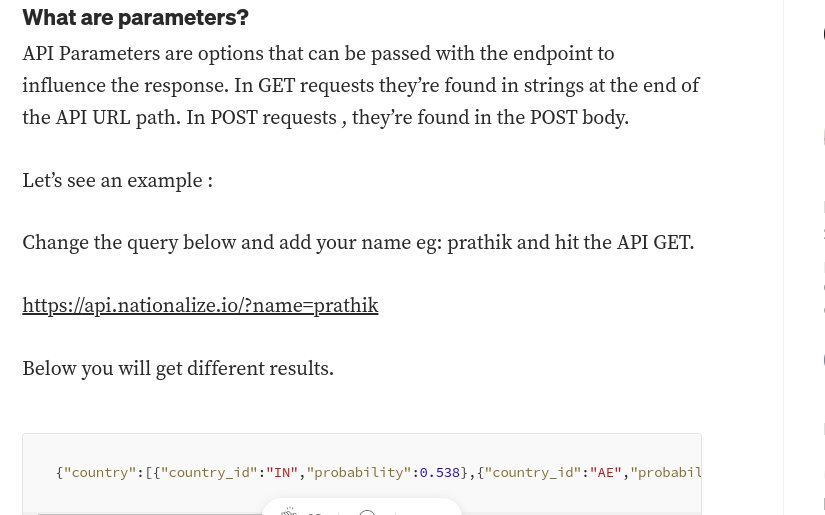 What are parameters?
API Parameters are options that can be passed with the endpoint to
influence the response. In GET requests they’re found in strings at the end of
the API URL path. In POST requests , they’re found in the POST body.
Let’s see an example :
Change the query below and add your name eg: prathik and hit the API GET.
https://api.nationalize.io/?name=prathik
Below you will get different results.
{"country":[{"country_id":"IN","probability":0.538},{"country_id":"AE","probabil